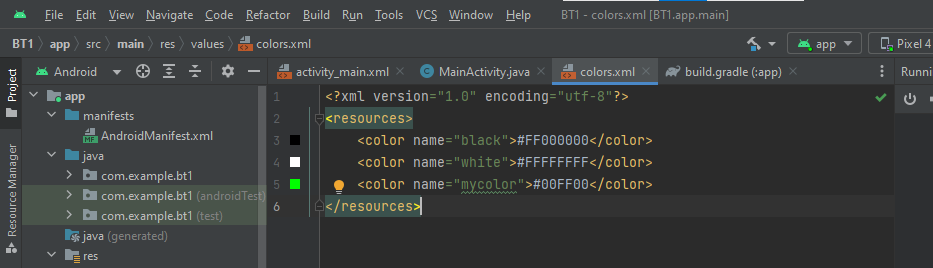 File Edit View Navigate Code Refactor Build Run Tools VCS Window Help BT1 - colors.xml [BT1.app.main]
BT1 app src main res values colors.xml app Pixel 4
Project
Resource Manager
Android
app
manifests
AndroidManifest.xml
java
com.example.bt1
com.example.bt1 (androidTest)
com.example.bt1 (test)
java (generated)
res
activity_main.xml MainActivity.java colors.xml build.gradle (:app) Runni
1 <?xml version="1.0" encoding="utf-8"?>
2 <resources>
3 <color name="black">#FF000000</color>
4 <color name="white">#FFFFFFFF</color>
5 <color name="mycolor">#00FF00</color>
6 </resources>